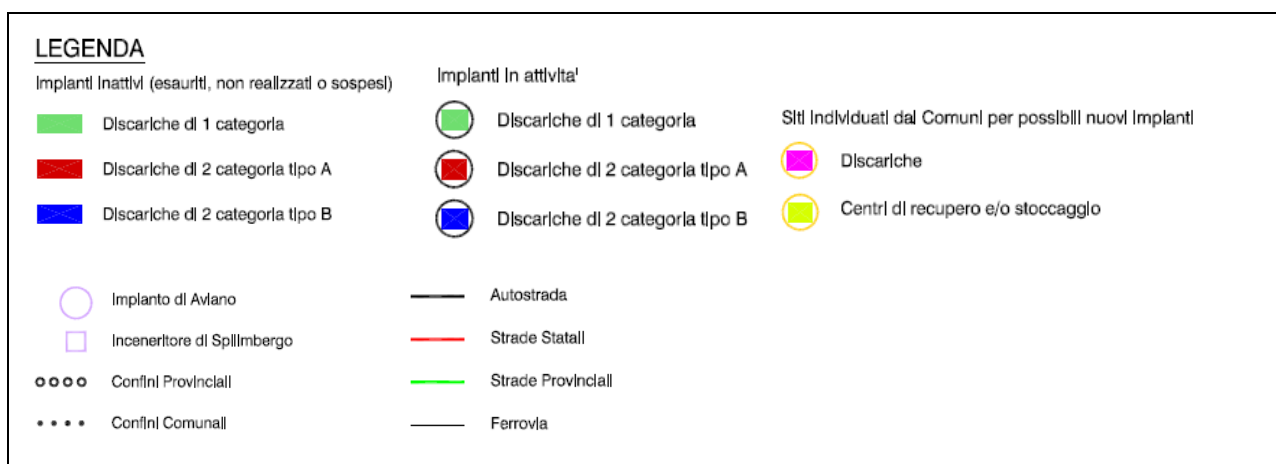 LEGENDA
Impianti inattivi (esauriti, non realizzati o sospesi)
Discariche di 1 categoria
Discariche di 2 categoria tipo A
Discariche di 2 categoria tipo B
Impianti in attivita'
Discariche di 1 categoria
Discariche di 2 categoria tipo A
Discariche di 2 categoria tipo B
Siti individuati dai Comuni per possibili nuovi impianti
Discariche
Centri di recupero e/o stoccaggio
Impianto di Aviano
Inceneritore di Spilimbergo
Confini Provinciali
Confini Comunali
Autostrada
Strade Statali
Strade Provinciali
Ferrovia